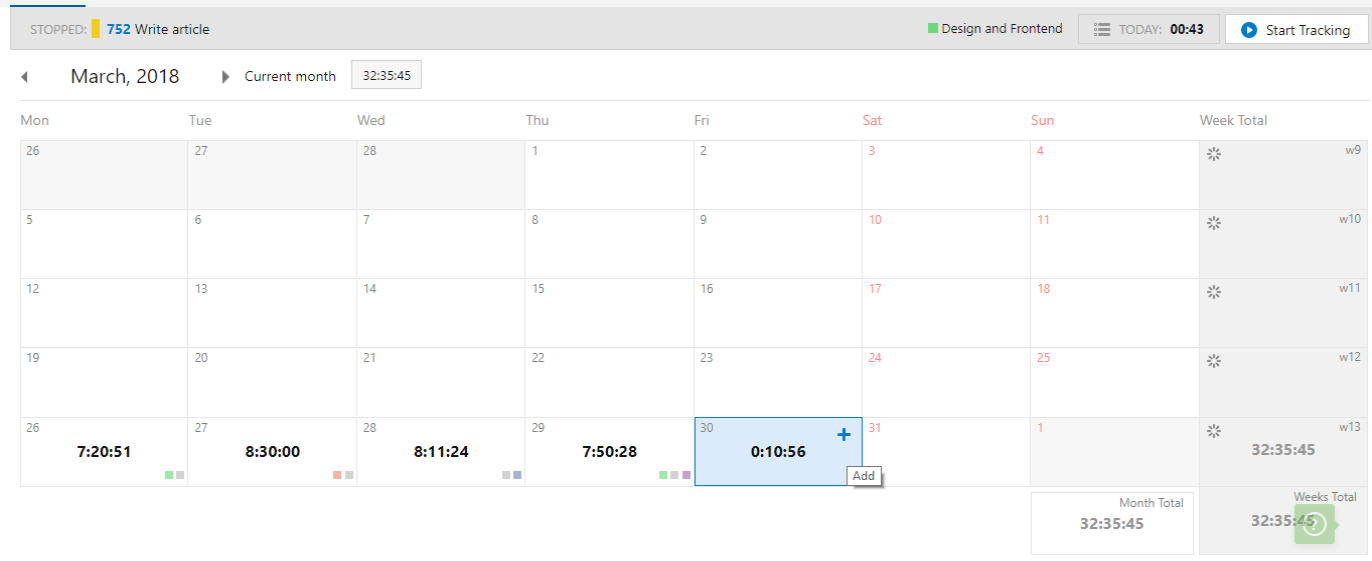 STOPPED: 752 Write article Design and Frontend TODAY: 00:43 Start Tracking
March, 2018 Current month 32:35:45
Mon Tue Wed Thu Fri Sat Sun Week Total
26 27 28 1 2 3 4 w9
5 6 7 8 9 10 11 w10
12 13 14 15 16 17 18 w11
19 20 21 22 23 24 25 w12
26 27 28 29 30 + 31 1 w13
7:20:51 8:30:00 8:11:24 7:50:28 0:10:56 32:35:45
Add
Month Total Weeks Total
32:35:45 32:35:45
?